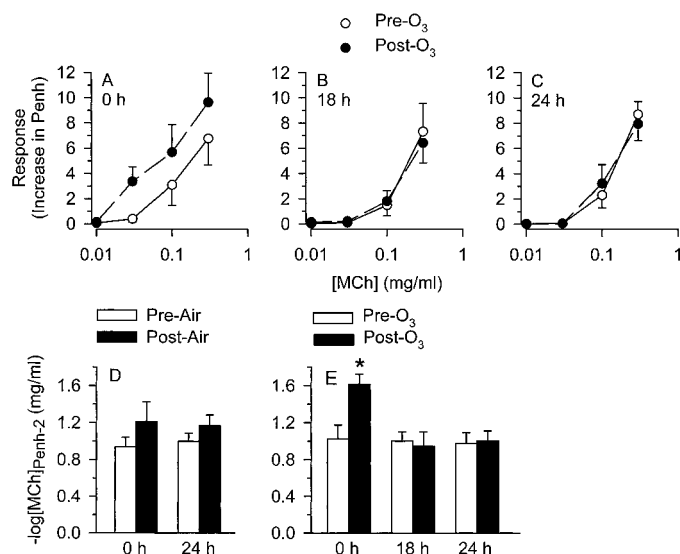 Pre-O3
Post-O3
Response
(Increase in Penh)
A
0 h
12
10
8
6
4
2
0
0.01
0.1
1
B
18 h
12
10
8
6
4
2
0
0.01
0.1
1
C
24 h
12
10
8
6
4
2
0
0.01
0.1
1
[MCh] (mg/ml)
Pre-Air
Post-Air
Pre-O3
Post-O3
-log[MCh]Penh-2 (mg/ml)
D
1.6
1.2
0.8
0.4
0.0
0 h
24 h
E
*
1.6
1.2
0.8
0.4
0.0
0 h
18 h
24 h